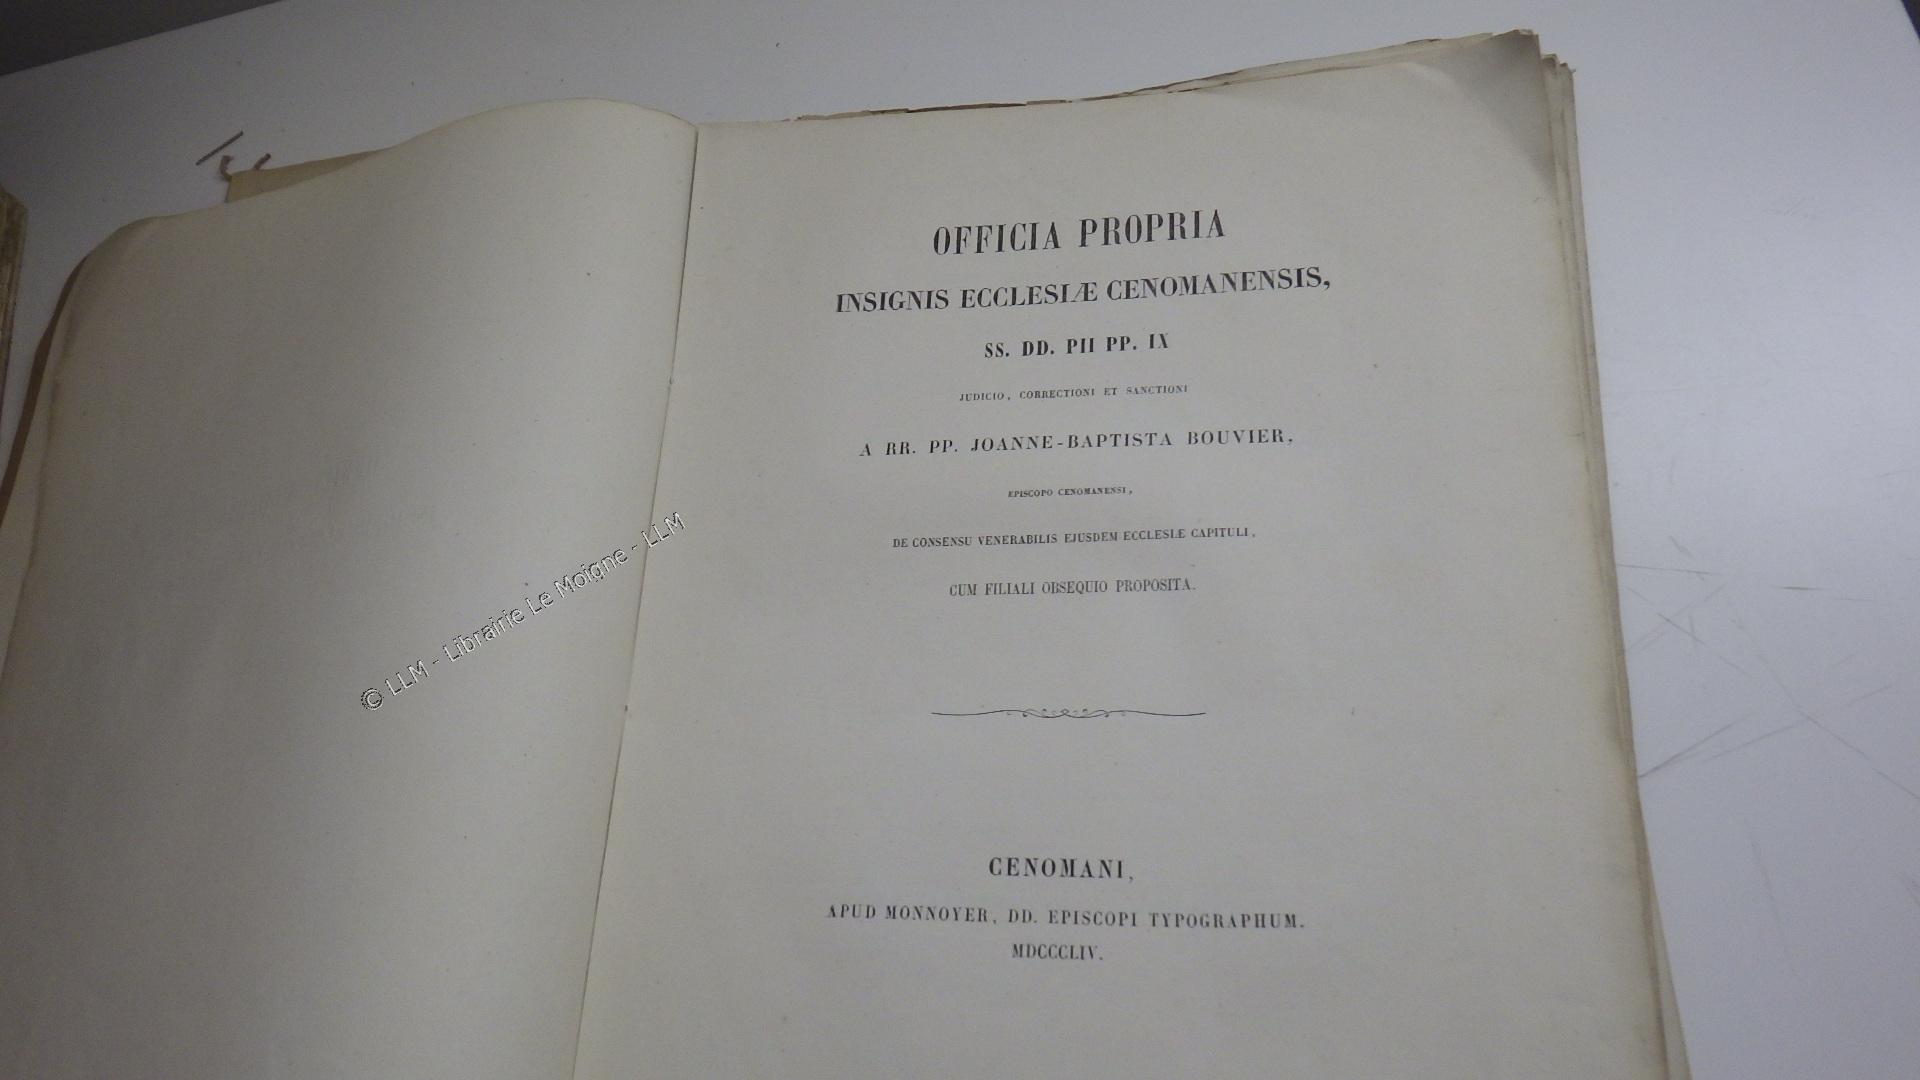 OFFICIA PROPRIA
INSIGNIS ECCLESIÆ CENOMANENSIS,
SS. DD. PII PP. IX
JUDICIO, CORRECTIONI ET SANCTIONI
A RR. PP. JOANNE-BAPTISTA BOUVIER,
EPISCOPO CENOMANENSI,
DE CONSENSU VENERABILIS EJUSDEM ECCLESIÆ CAPITULI,
CUM FILIALI OBSEQUIO PROPOSITA.
CENOMANI,
APUD MONNOYER, DD. EPISCOPI TYPOGRAPHUM.
MDCCCLIV.
© LLM - Librairie Le Moigne - LLM